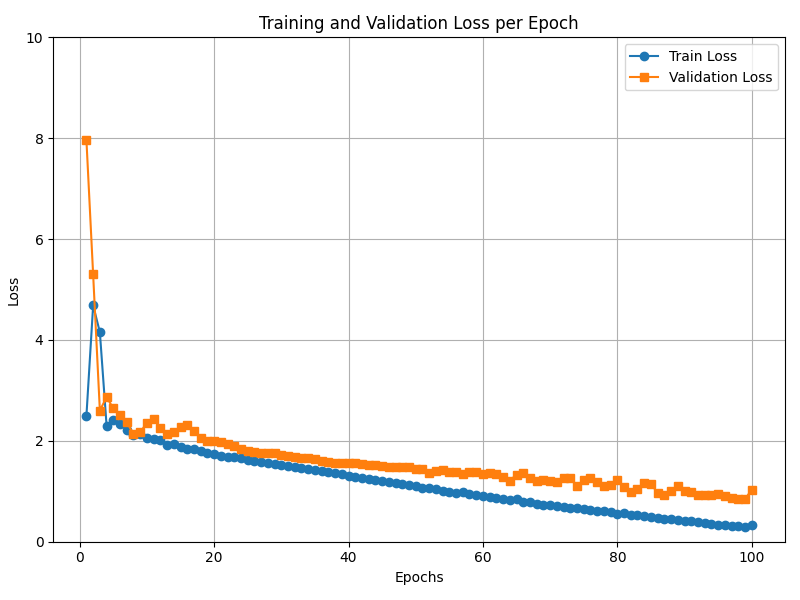 Training and Validation Loss per Epoch
Train Loss
Validation Loss
10
8
6
4
2
0
Loss
0 20 40 60 80 100
Epochs